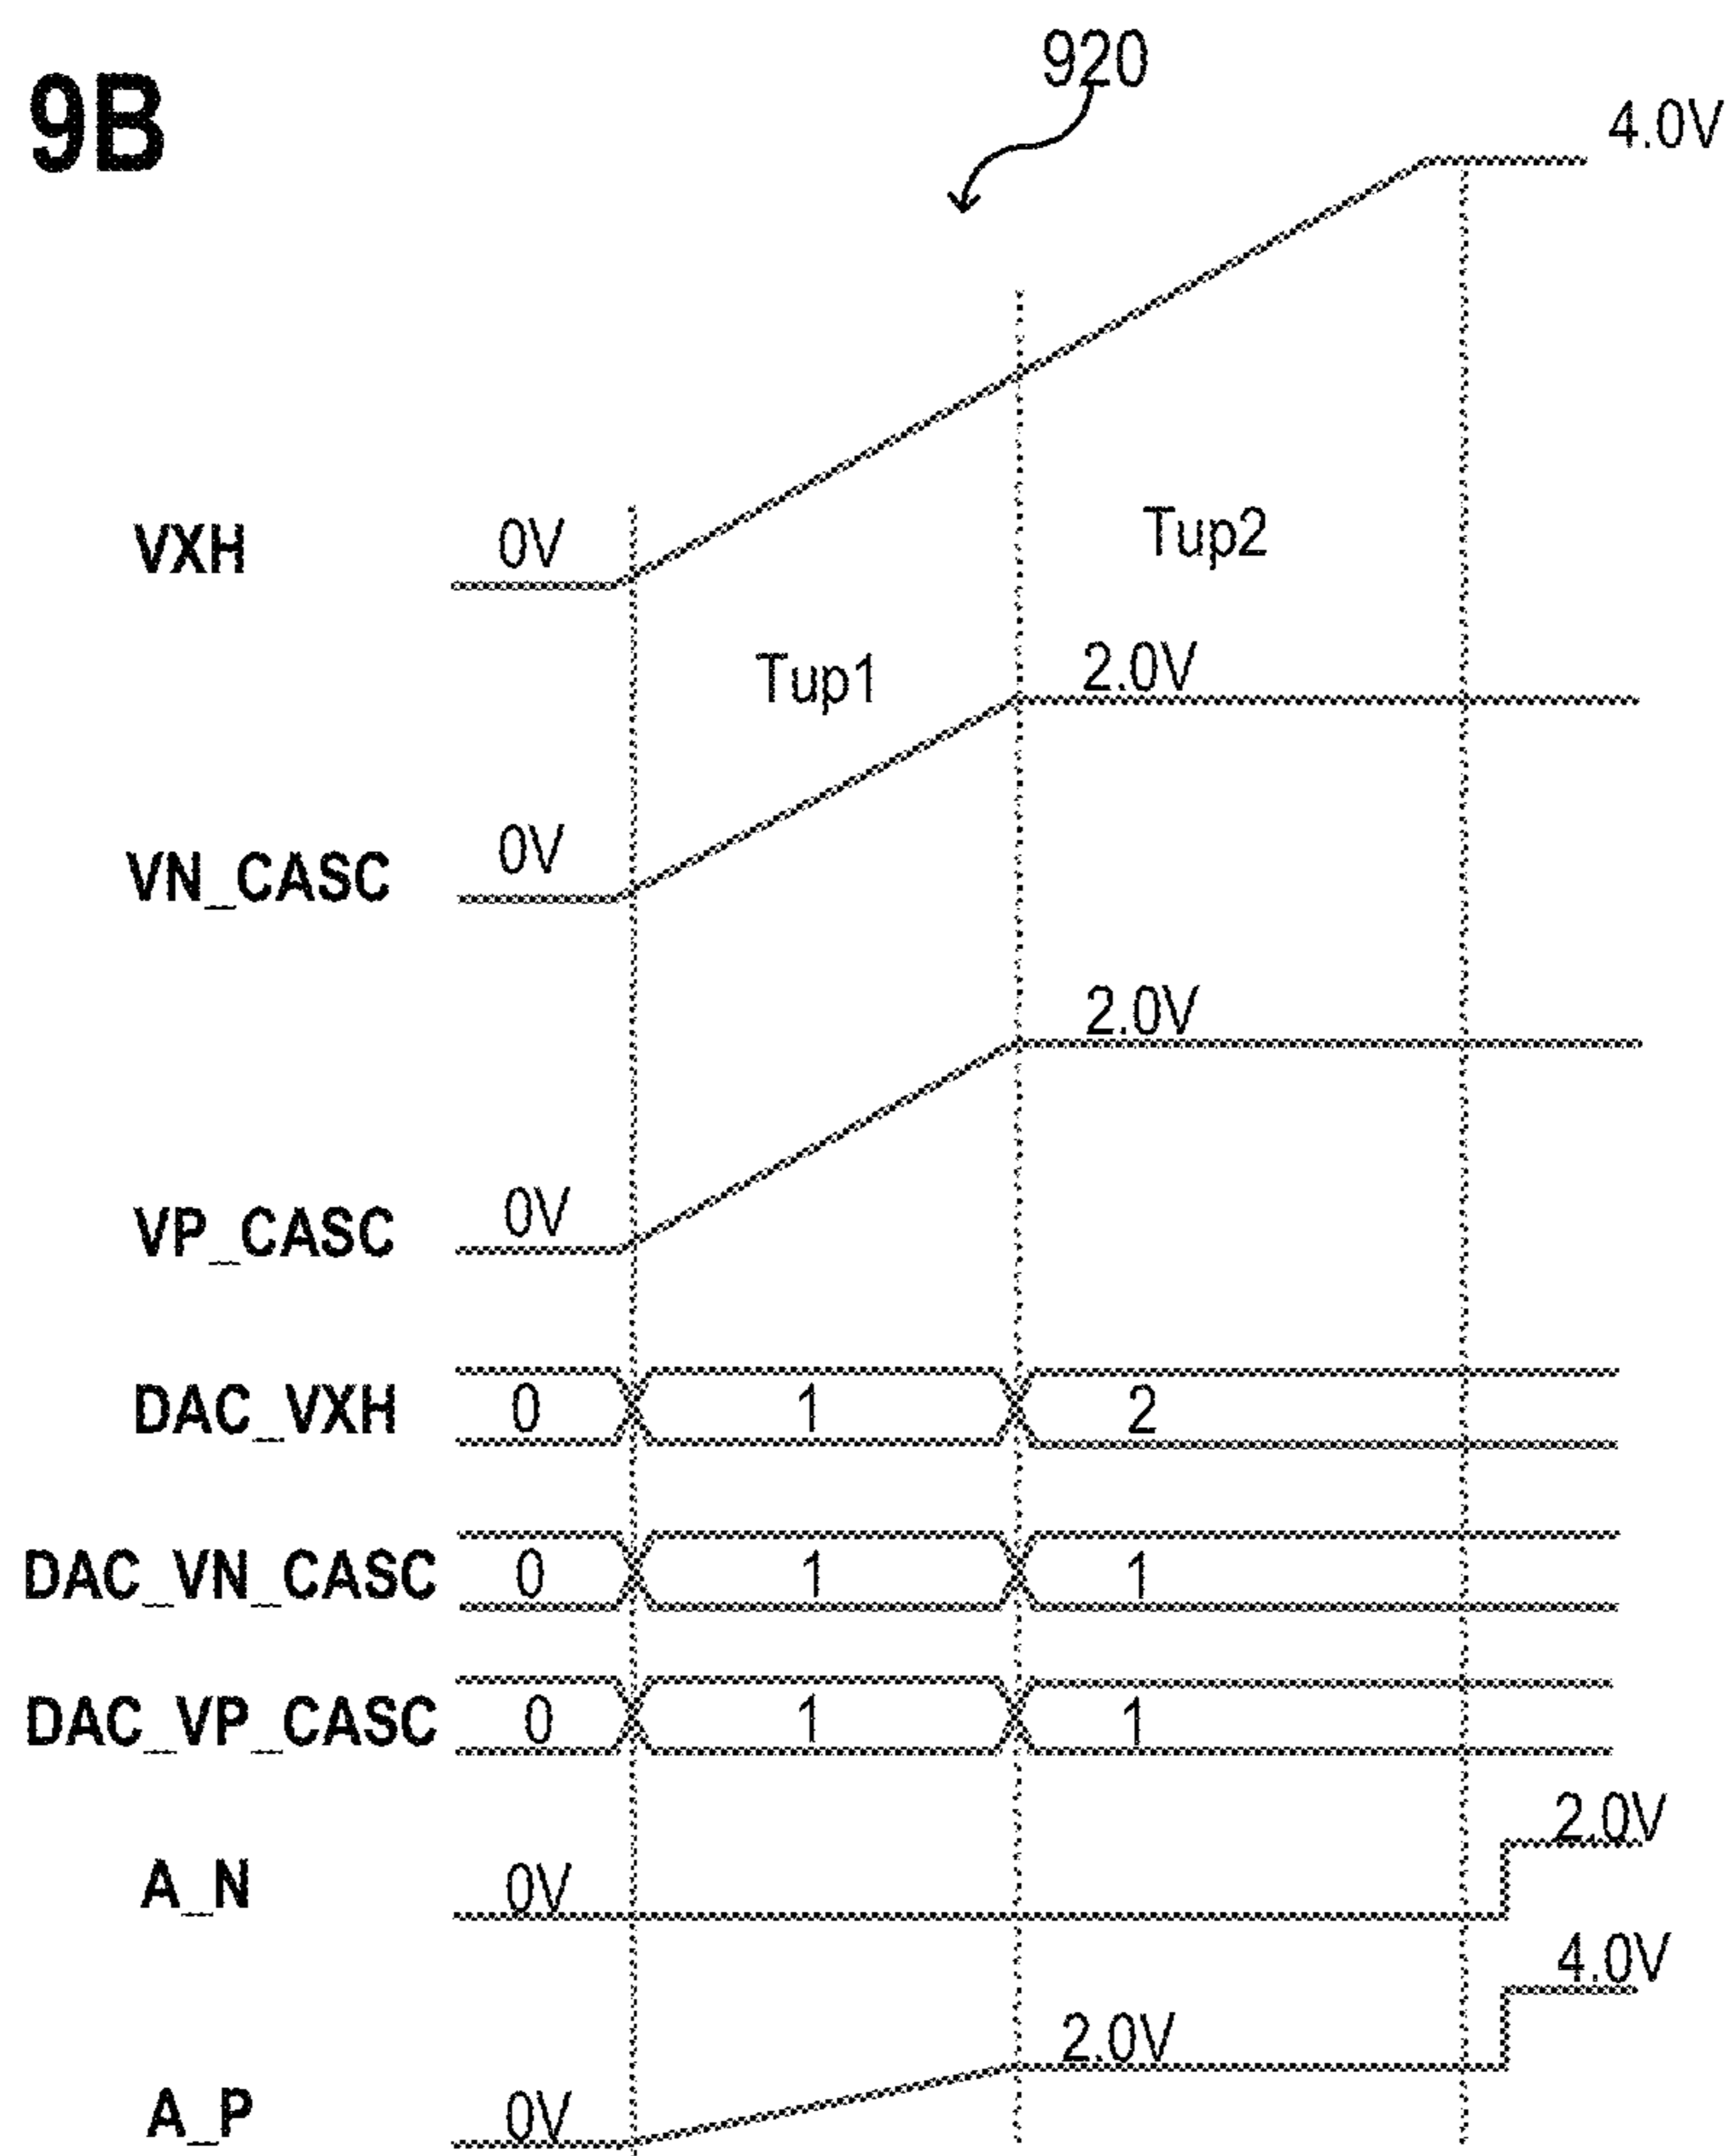 920
9B
4.0V
VXH 0V Tup2
Tup1 2.0V
VN_CASC 0V
2.0V
VP_CASC 0V
DAC_VXH 0 1 2
DAC_VN_CASC 0 1 1
DAC_VP_CASC 0 1 1
2.0V
A_N 0V
4.0V
2.0V
A_P 0V